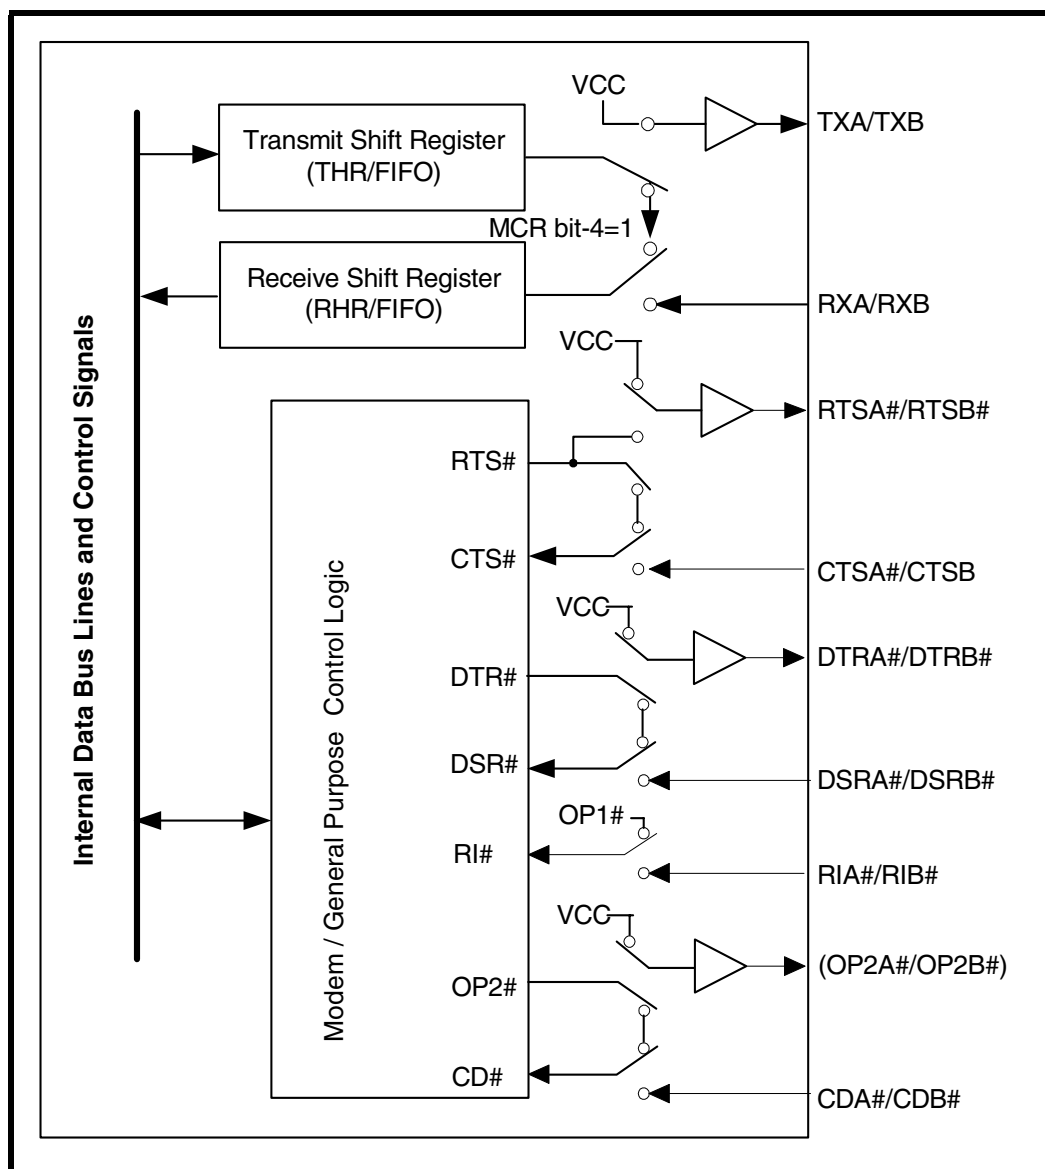 VCC
TXA/TXB
Transmit Shift Register
(THR/FIFO)
MCR bit-4=1
Receive Shift Register
(RHR/FIFO)
RXA/RXB
VCC
RTSA#/RTSB#
RTS#
CTS#
CTSA#/CTSB
VCC
DTRA#/DTRB#
DTR#
DSR#
DSRA#/DSRB#
OP1#
RI#
RIA#/RIB#
VCC
(OP2A#/OP2B#)
OP2#
CD#
CDA#/CDB#
Internal Data Bus Lines and Control Signals
Modem / General Purpose Control Logic